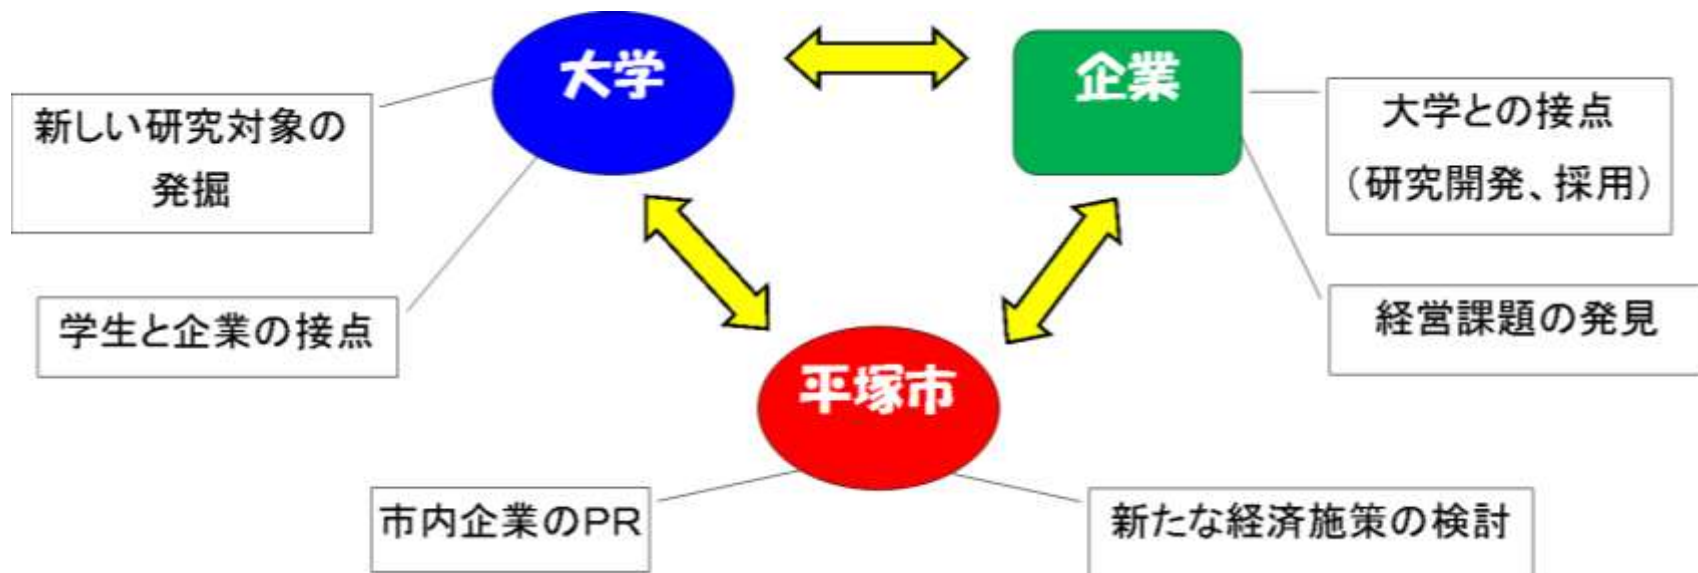 大学
企業
新しい研究対象の
発掘
大学との接点
（研究開発、採用）
学生と企業の接点
経営課題の発見
平塚市
市内企業のPR
新たな経済施策の検討